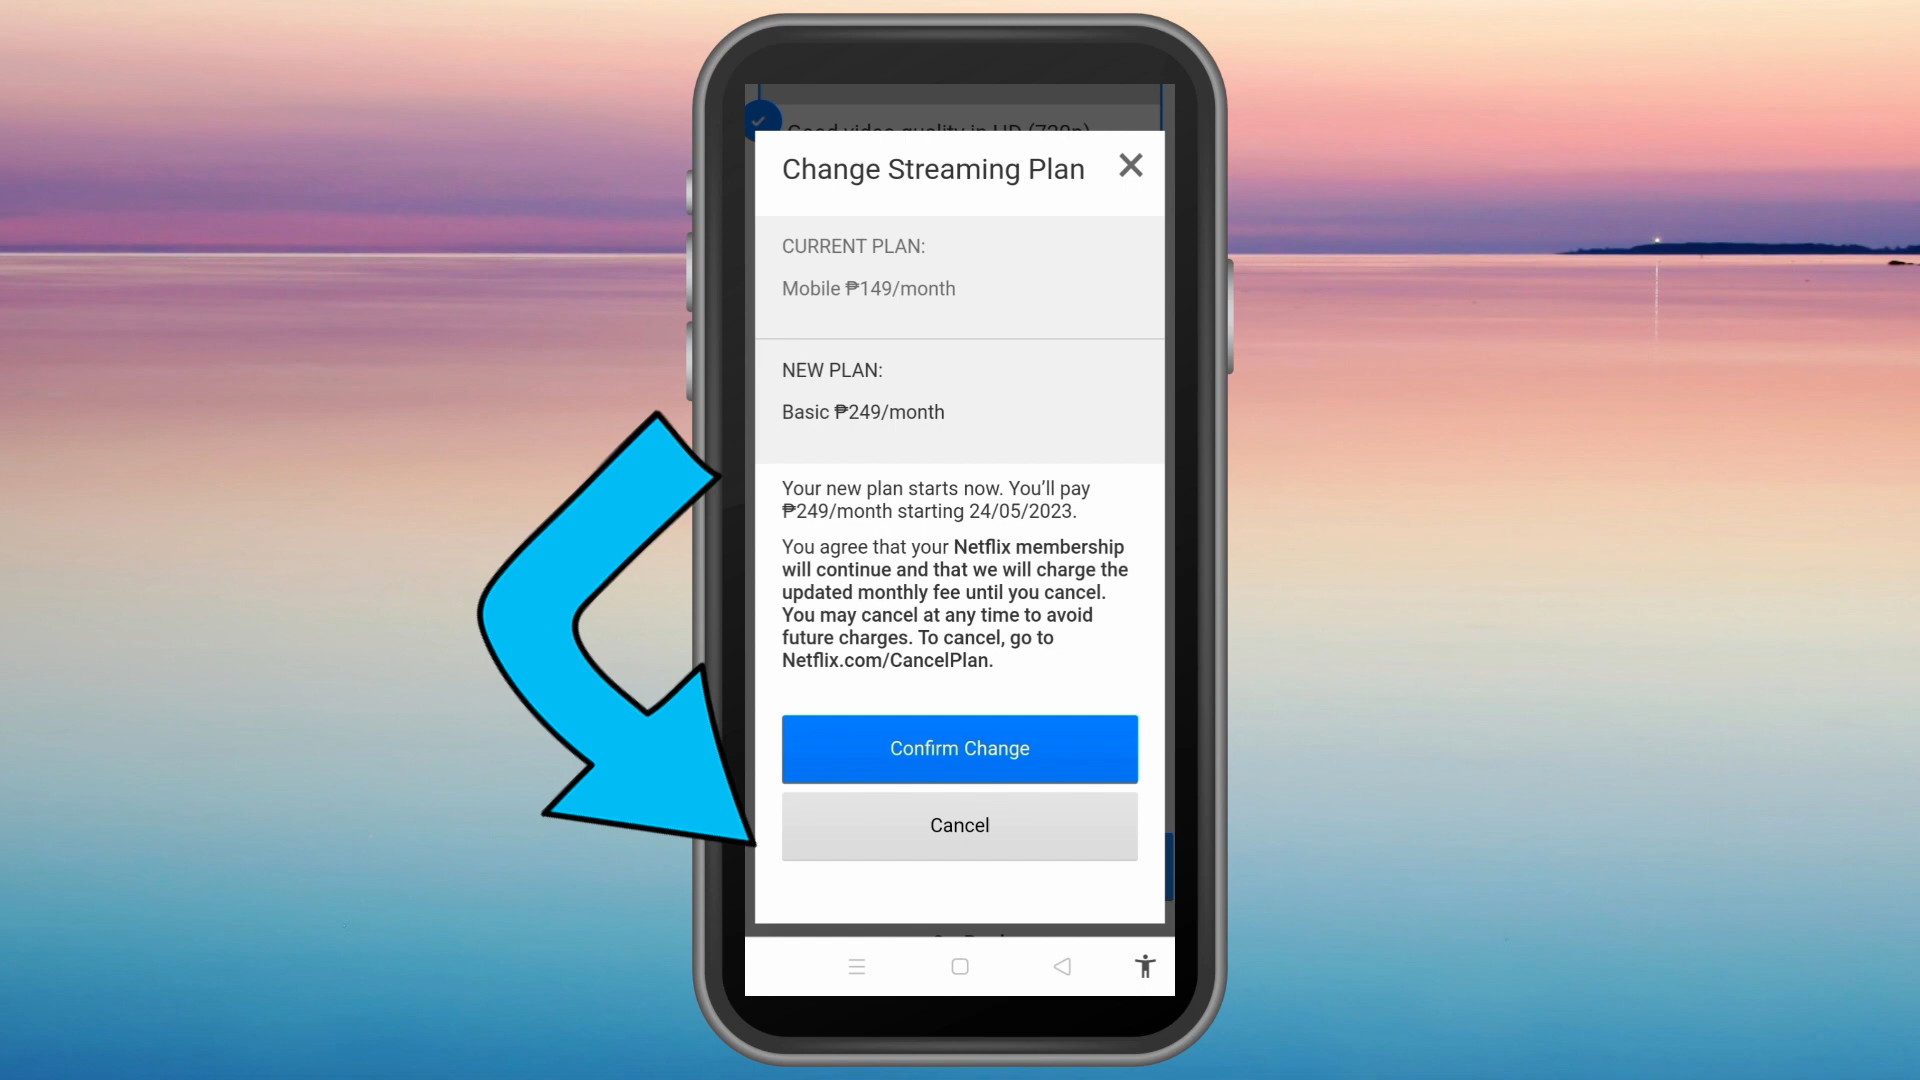 Good video quality in HD (720p)
Change Streaming Plan
CURRENT PLAN:
Mobile ₱149/month
NEW PLAN:
Basic ₱249/month
Your new plan starts now. You’ll pay
₱249/month starting 24/05/2023.
You agree that your Netflix membership
will continue and that we will charge the
updated monthly fee until you cancel.
You may cancel at any time to avoid
future charges. To cancel, go to
Netflix.com/CancelPlan.
Confirm Change
Cancel